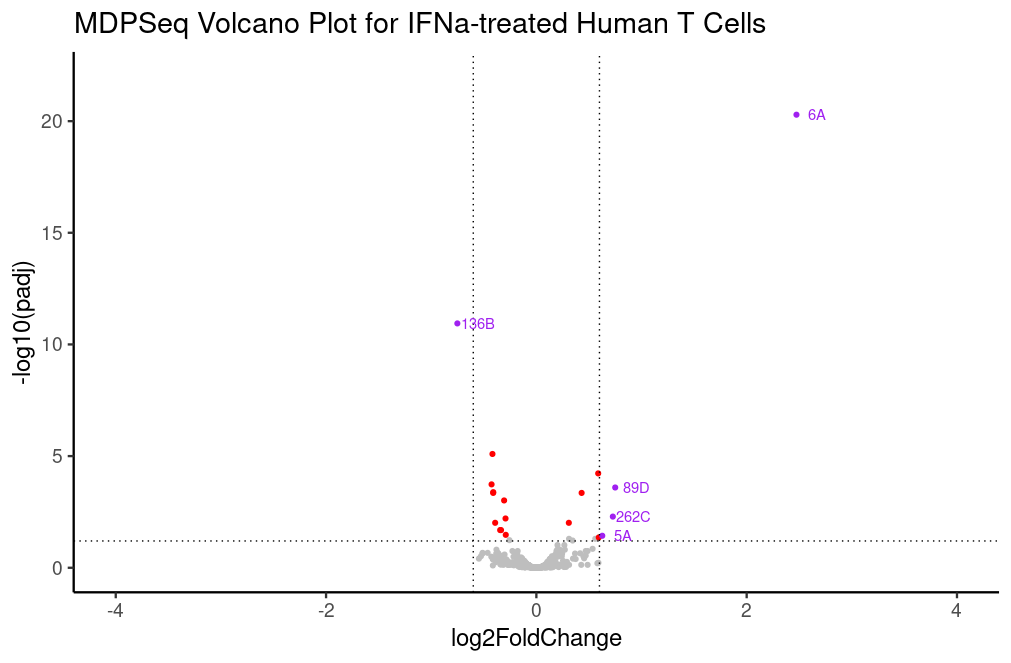 MDPSeq Volcano Plot for IFNa-treated Human T Cells
20
15
10
5
0
-log10(padj)
6A
136B
89D
262C
5A
-4
-2
0
2
4
log2FoldChange